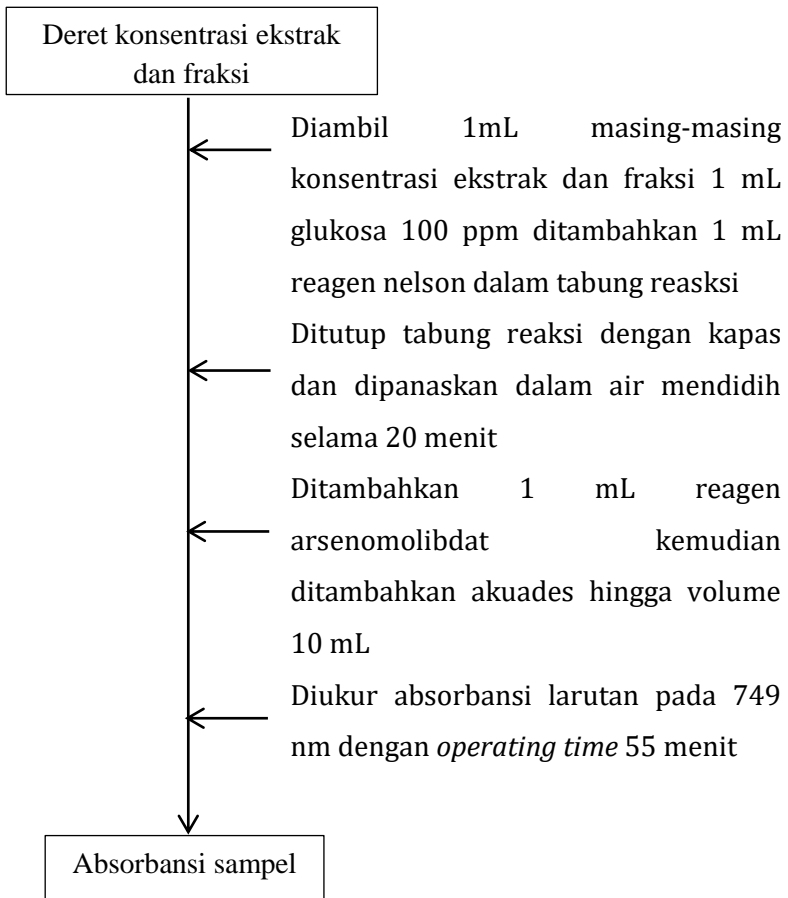 Deret konsentrasi ekstrak
dan fraksi
Diambil 1mL masing-masing
konsentrasi ekstrak dan fraksi 1 mL
glukosa 100 ppm ditambahkan 1 mL
reagen nelson dalam tabung reasksi
Ditutup tabung reaksi dengan kapas
dan dipanaskan dalam air mendidih
selama 20 menit
Ditambahkan 1 mL reagen
arsenomolibdat kemudian
ditambahkan akuades hingga volume
10 mL
Diukur absorbansi larutan pada 749
nm dengan operating time 55 menit
Absorbansi sampel